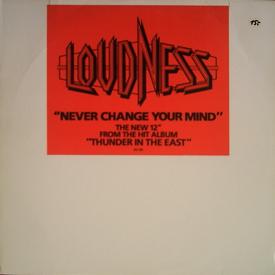 LOUDNESS
"NEVER CHANGE YOUR MIND"
THE NEW 12"
FROM THE HIT ALBUM
"THUNDER IN THE EAST"